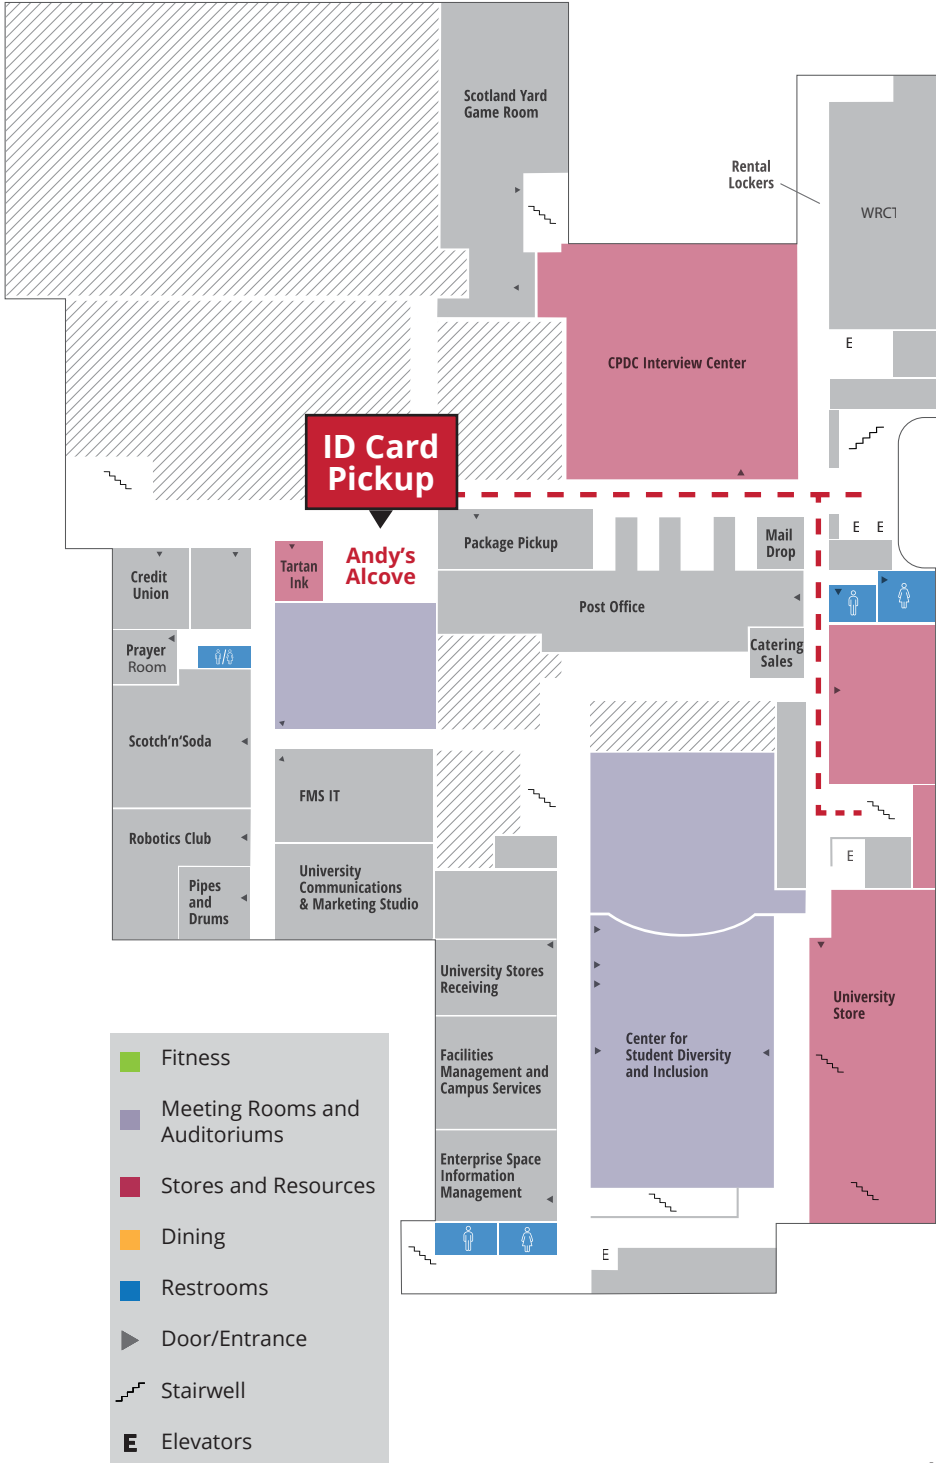 Scotland Yard
Game Room
Rental
Lockers
WRCT
E
CPDC Interview Center
ID Card
Pickup
Andy's
Alcove
Package Pickup
Mail
Drop
E E
Credit
Union
Tartan
Ink
Post Office
Prayer
Room
Catering
Sales
Scotch'n'Soda
FMS IT
Robotics Club
E
University
Communications
& Marketing Studio
Pipes
and
Drums
University Stores
Receiving
University
Store
Center for
Student Diversity
and Inclusion
Facilities
Management and
Campus Services
Enterprise Space
Information
Management
E
Fitness
Meeting Rooms and
Auditoriums
Stores and Resources
Dining
Restrooms
Door/Entrance
Stairwell
E Elevators